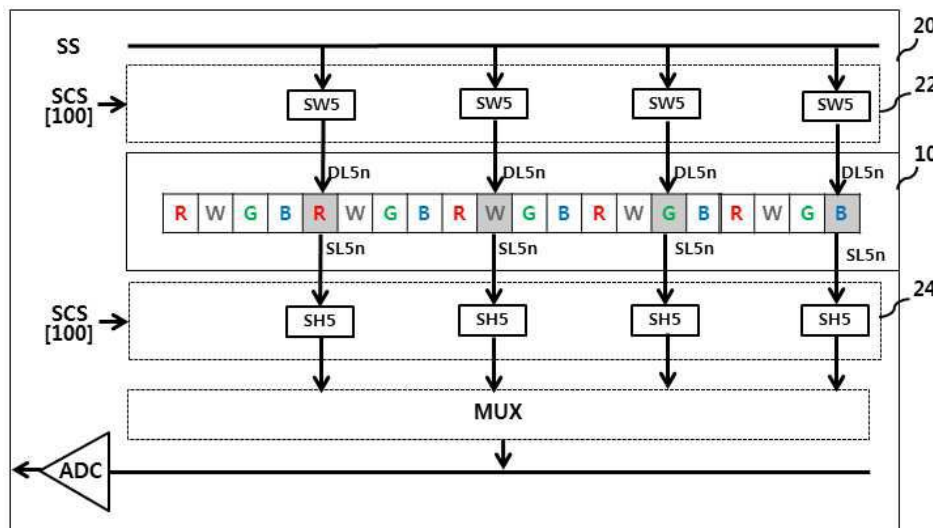 20
SS
22
SCS
[100]
SW5 SW5 SW5 SW5
10
DL5n DL5n DL5n DL5n
R W G B R W G B R W G B R W G B R W G B
SL5n SL5n SL5n SL5n
24
SCS
[100]
SH5 SH5 SH5 SH5
MUX
ADC